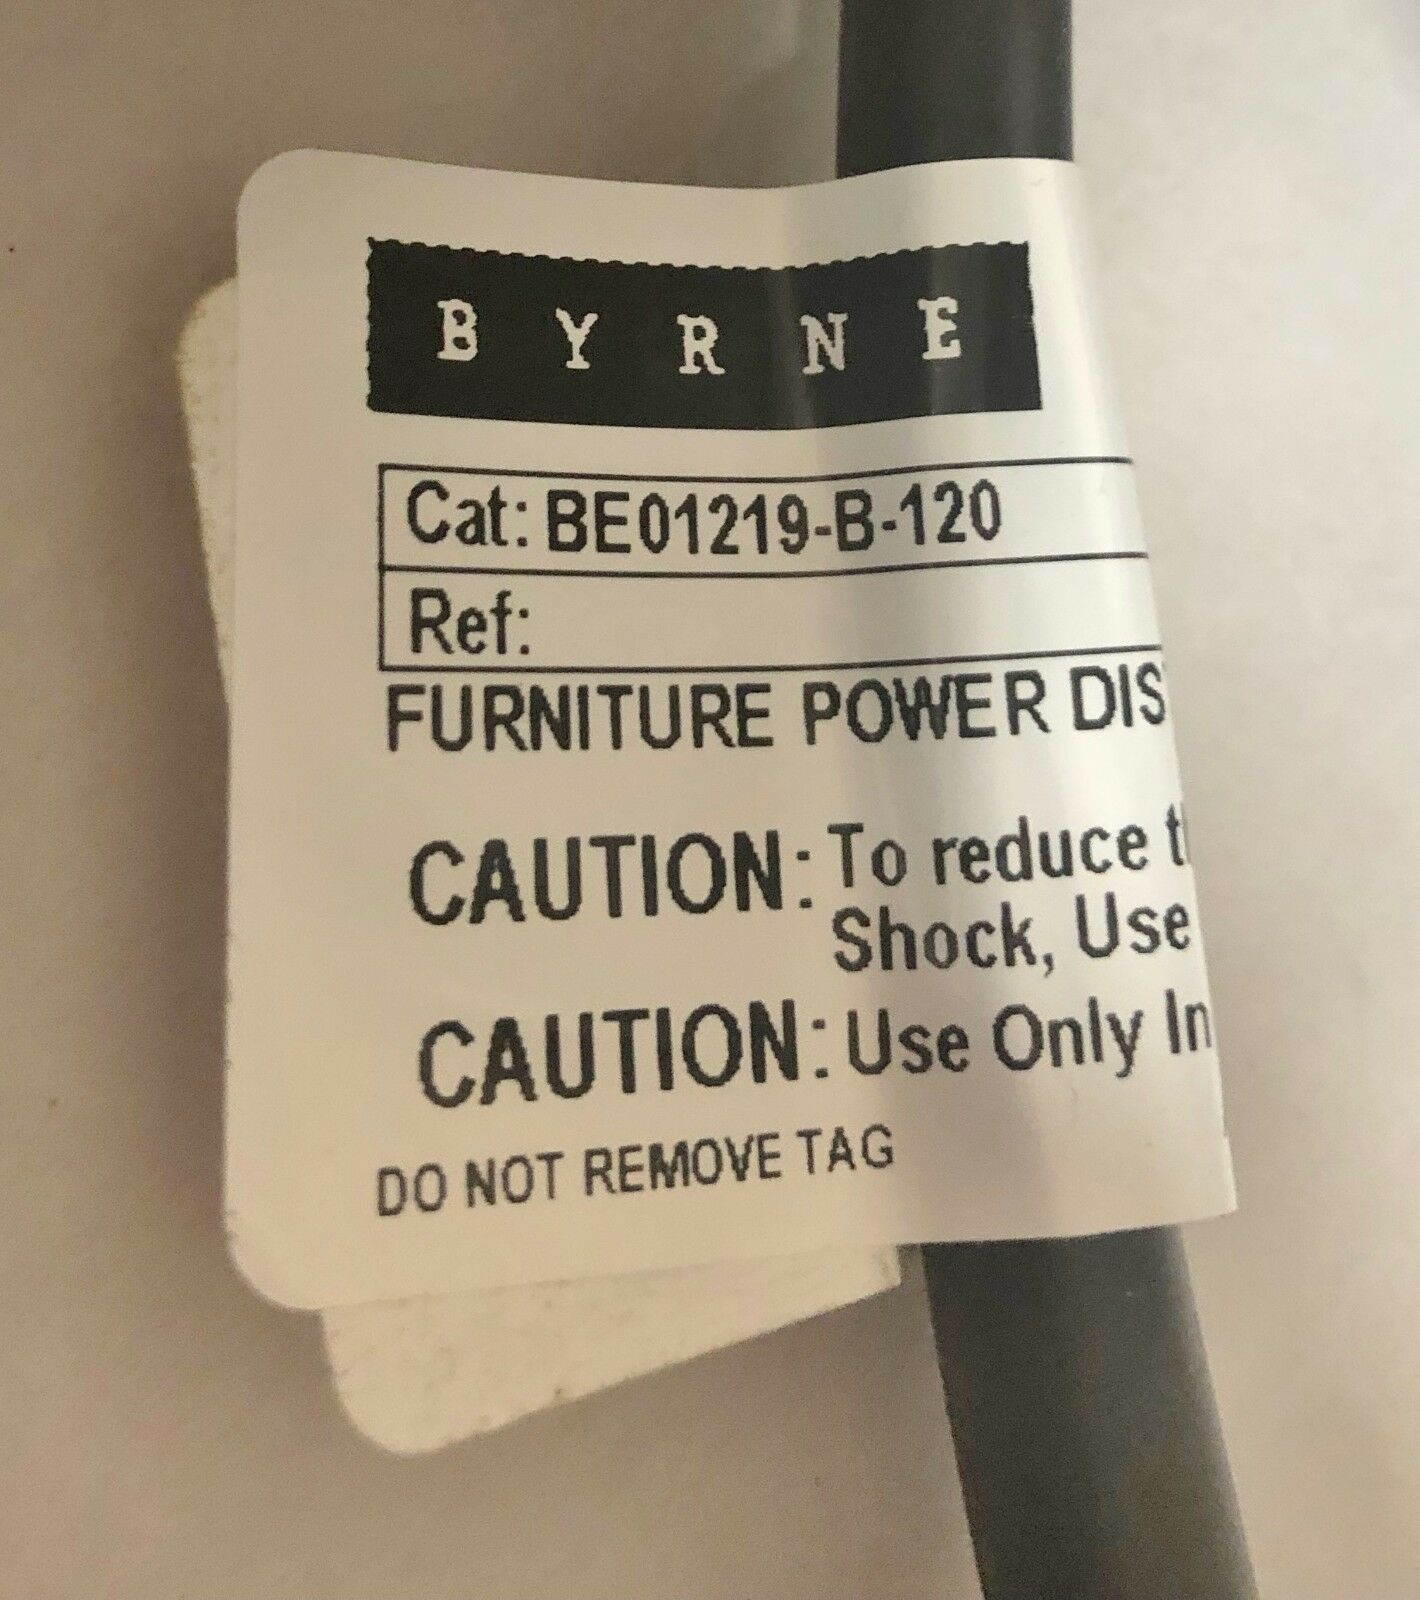 BYRNE
Cat: BE01219-B-120
Ref:
FURNITURE POWER DIS
CAUTION: To reduce t
Shock, Use
CAUTION: Use Only In
DO NOT REMOVE TAG